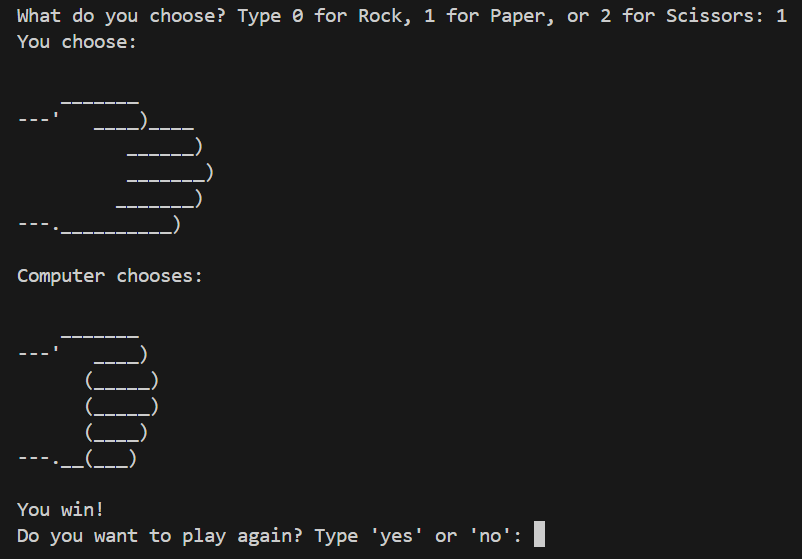 What do you choose? Type 0 for Rock, 1 for Paper, or 2 for Scissors: 1
You choose:

    _______
---'   ____)____
          ______)
          _______)
         _______)
---.__________)

Computer chooses:

    _______
---'   ____)
      (_____)
      (_____)
      (____)
---.__(___)

You win!
Do you want to play again? Type 'yes' or 'no':